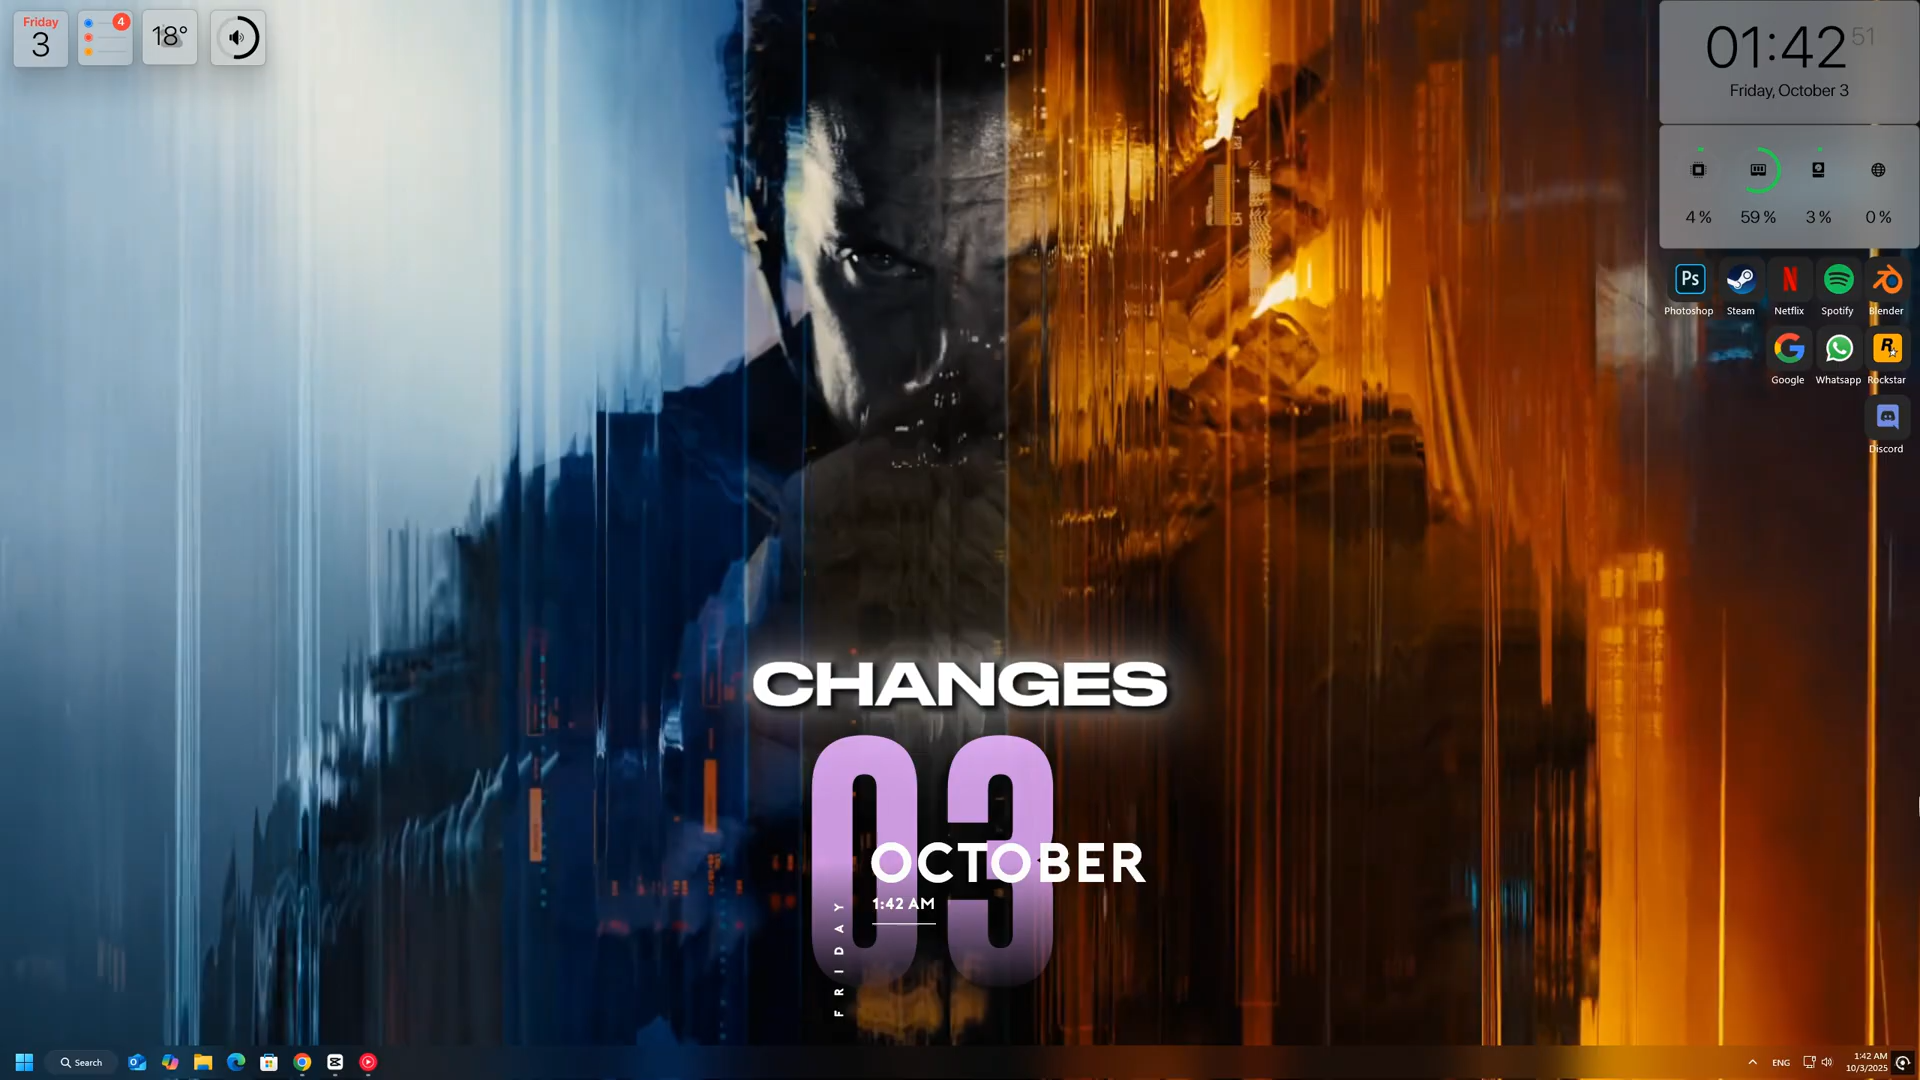 Friday
3
4
18°
01:42 51
Friday, October 3
4% 59% 3% 0%
Ps
Photoshop Steam Netflix Spotify Blender
Google Whatsapp Rockstar
Discord
CHANGES
03
OCTOBER
1:42 AM
FRIDAY
Search
ENG
1:42 AM
10/3/2025